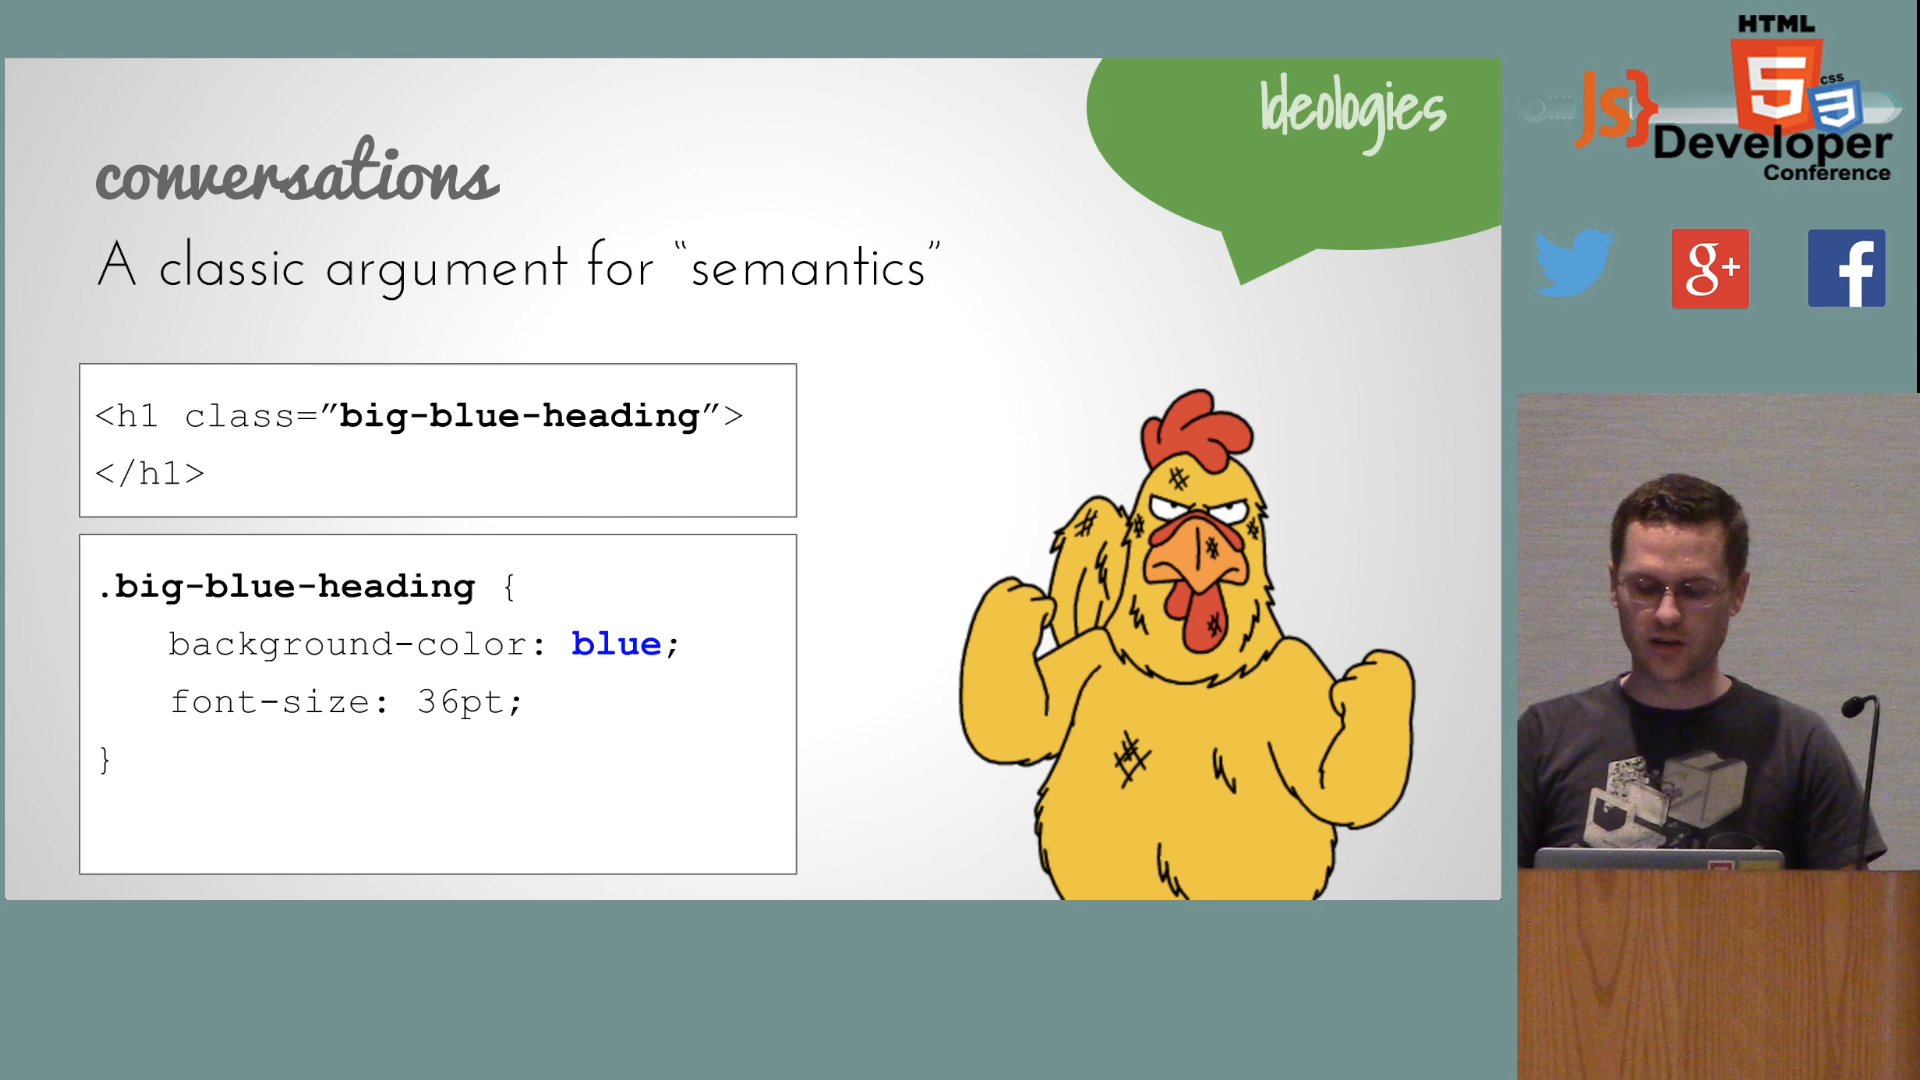 Ideologies
conversations
A classic argument for “semantics”
<h1 class=”big-blue-heading”>
</h1>
.big-blue-heading {
background-color: blue;
font-size: 36pt;
}
HTML
JS}
5
CSS
3
Developer
Conference
g+
f